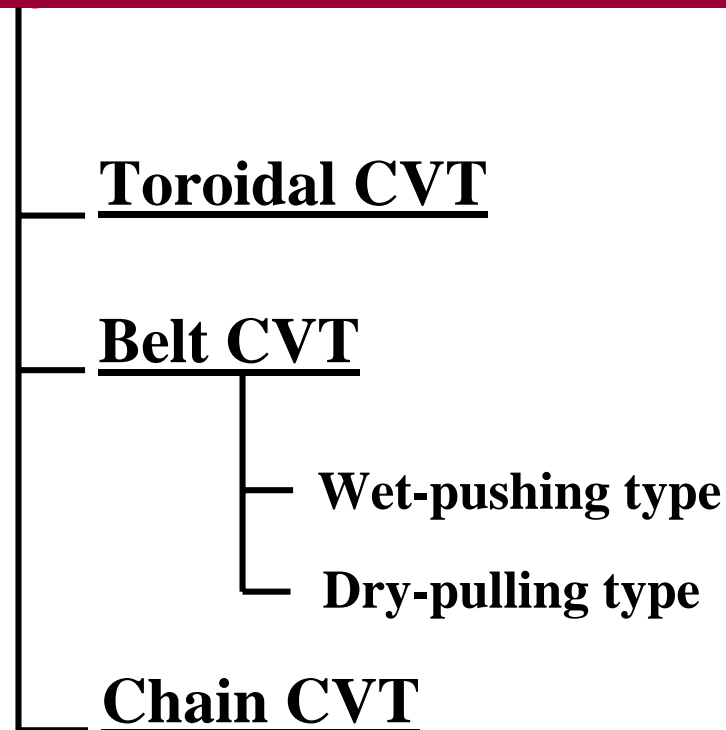 Toroidal CVT
Belt CVT
Wet-pushing type
Dry-pulling type
Chain CVT